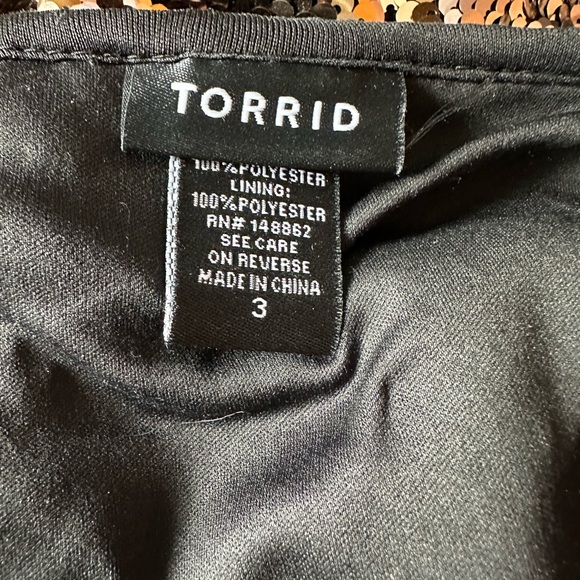 TORRID
100%POLYESTER
LINING:
100%POLYESTER
RN# 148862
SEE CARE
ON REVERSE
MADE IN CHINA
3